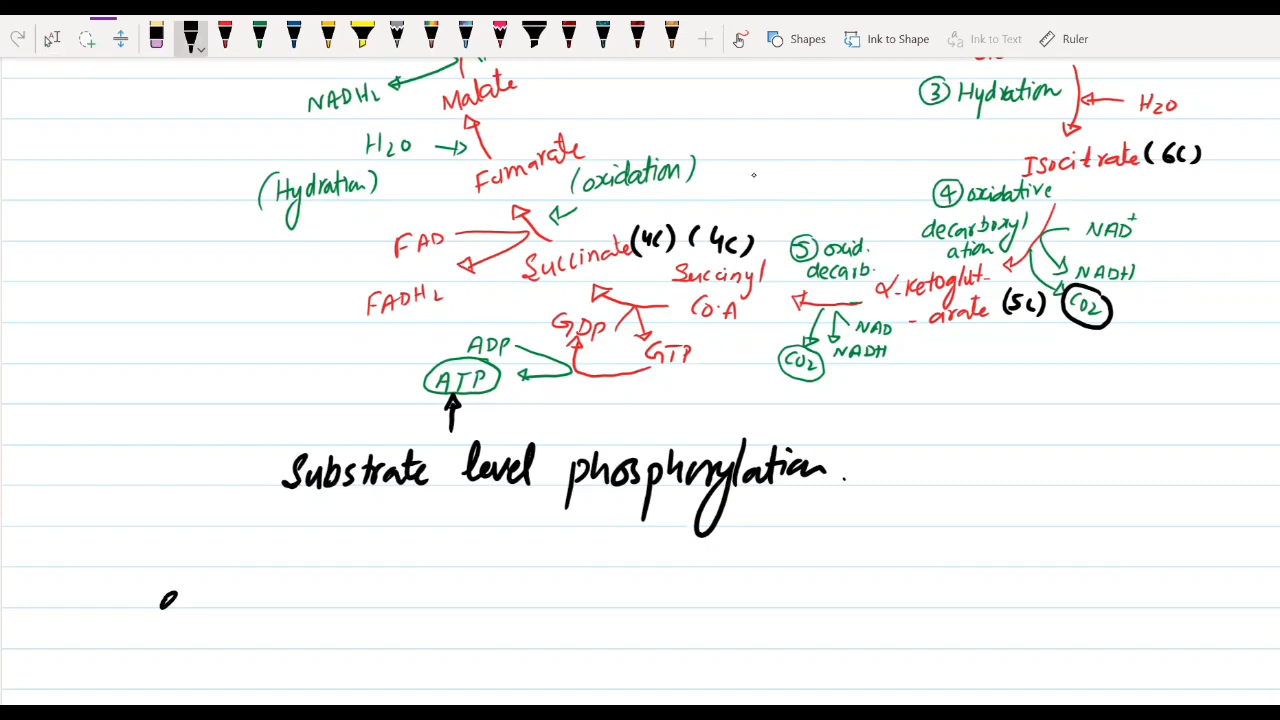 Shapes
Ink to Shape
Ink to Text
Ruler
NADH₂
Malate
H₂O
Fumarate
(Hydration)
(oxidation)
FAD
FADH₂
Succinate (4C) (4C)
Succinyl
CO·A
GDP
GTP
ADP
ATP
③ Hydration
H₂O
Isocitrate (6C)
④ oxidative
decarboxyl
ation
NAD⁺
NADH
CO₂
⑤ oxid.
decarb.
α-ketoglut-
- arate (5C)
NAD
NADH
CO₂
Substrate level phosphorylation.